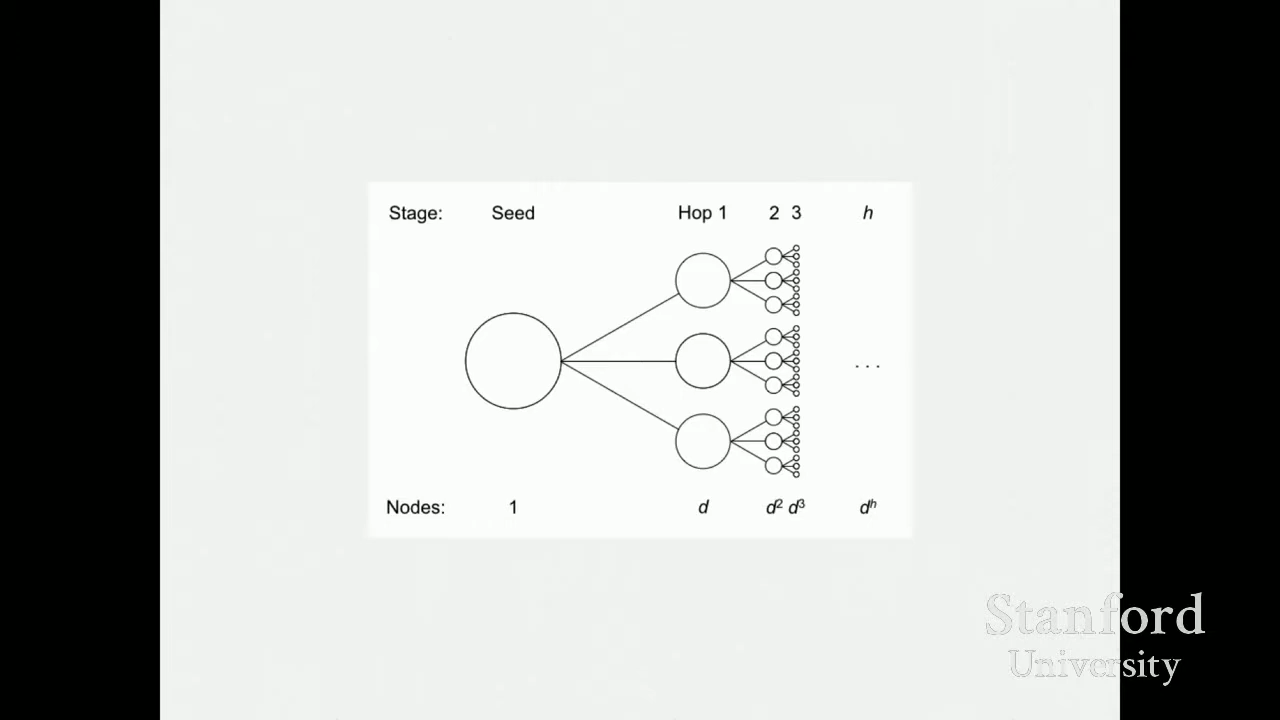 Stage: Seed Hop 1 2 3 h
. . .
Nodes: 1 d d² d³ dʰ
Stanford
University